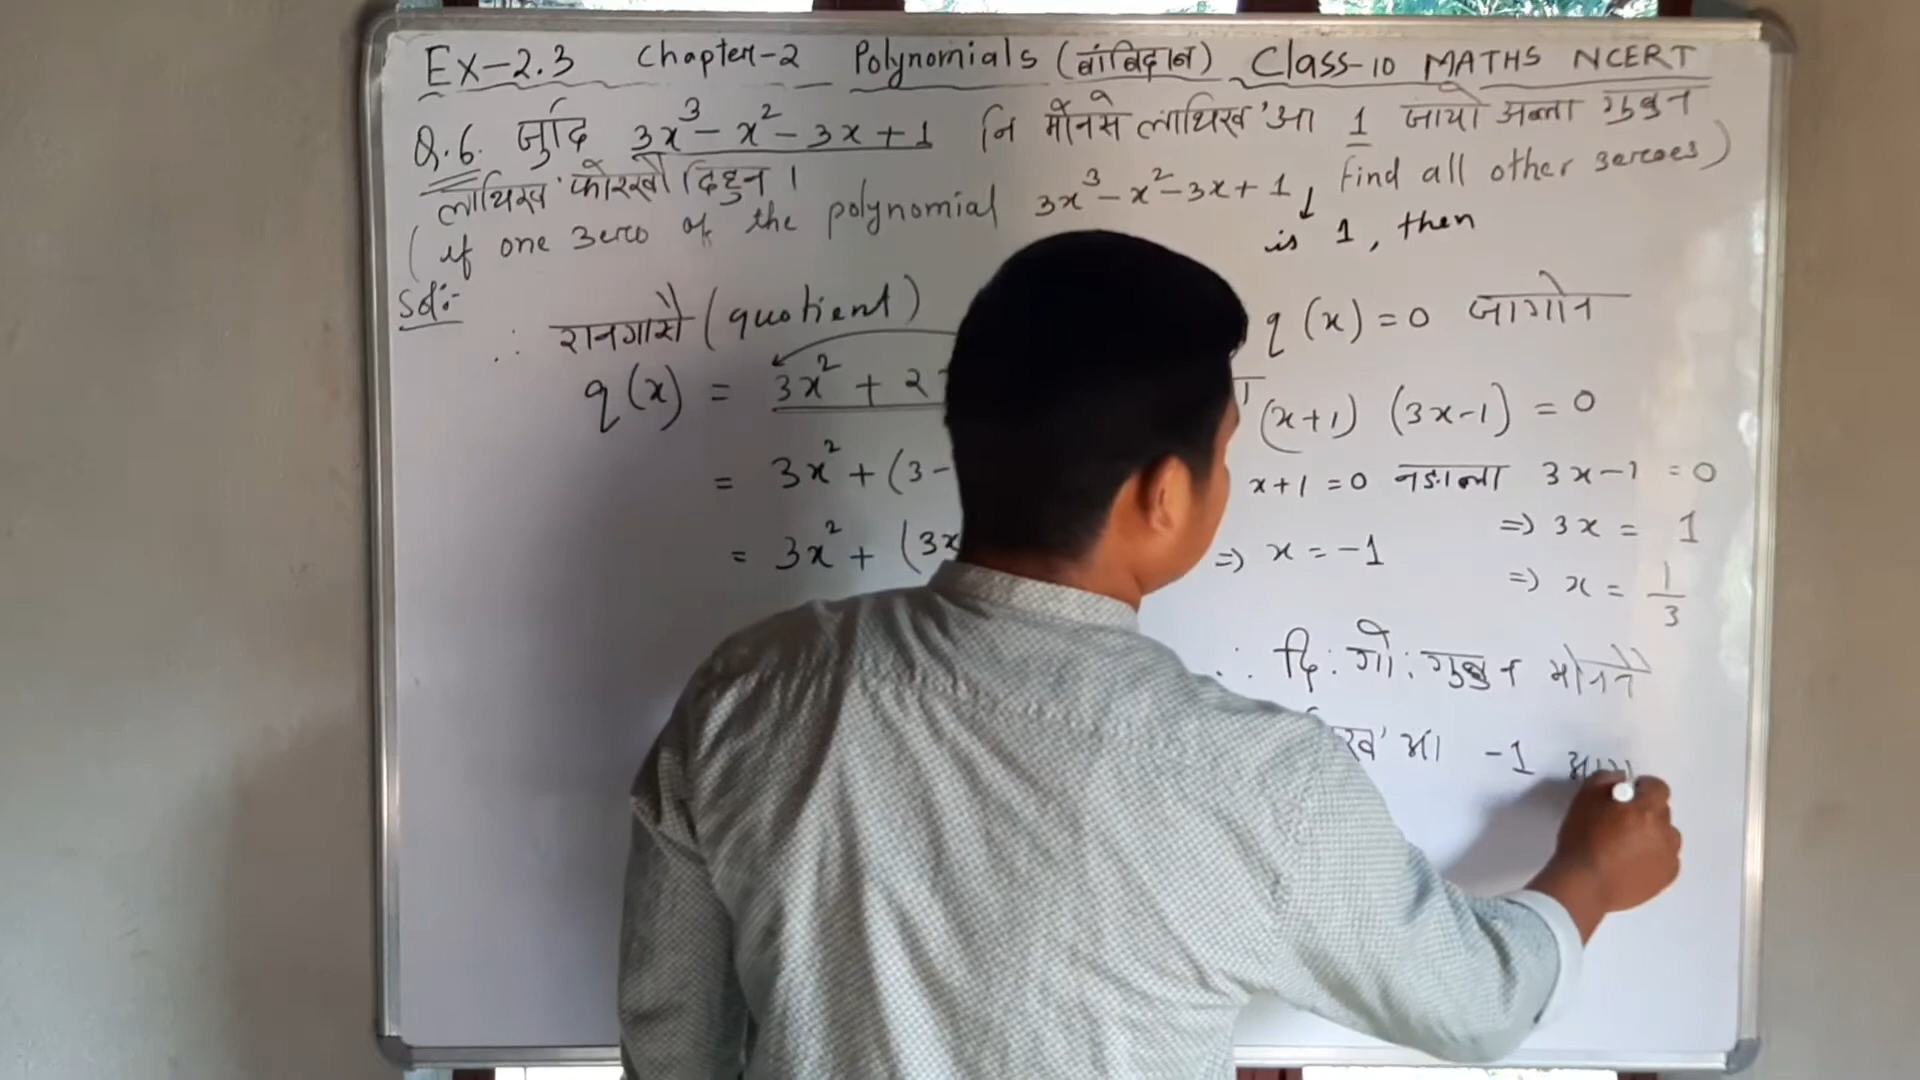 Ex-2.3 Chapter-2 Polynomials (बांबिदान) Class-10 MATHS NCERT
Q.6. जुदि 3x³ - x² - 3x + 1 नि मोनसे लाथिख'आ 1 जायो अब्ला गुबुन
लाथिख'फोरखौ दिहुन।
(if one zero of the polynomial 3x³ - x² - 3x + 1, Find all other zeroes)
is 1, then
Sol:-
∴ रानगासै (quotient)
q(x) = 3x² + 2
= 3x² + (3-
= 3x² + (3x
q(x) = 0
(x+1) (3x-1) = 0
x+1 = 0 नङाब्ला 3x-1 = 0
⇒ x = -1
⇒ 3x = 1
⇒ x = 1/3
∴ दि: गौ: गुबुन मोननै
ख'आ -1